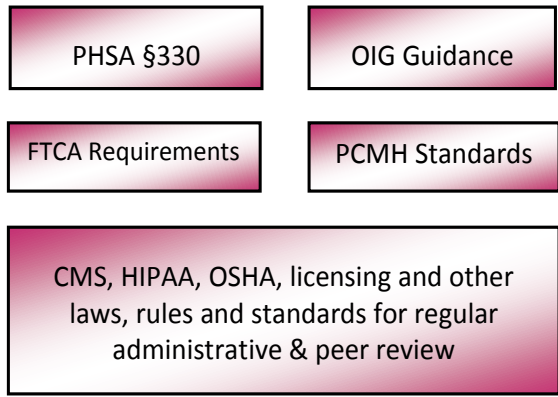 PHSA §330
OIG Guidance
FTCA Requirements
PCMH Standards
CMS, HIPAA, OSHA, licensing and other
laws, rules and standards for regular
administrative & peer review